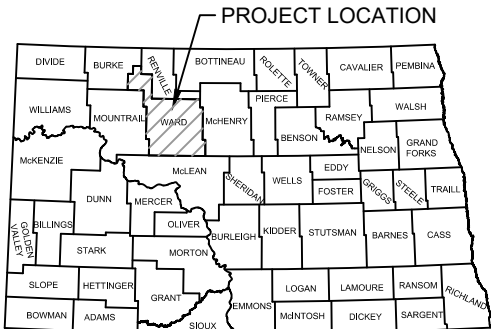 PROJECT LOCATION
DIVIDE
BURKE
RENVILLE
BOTTINEAU
ROLETTE
TOWNER
CAVALIER
PEMBINA
PIERCE
WILLIAMS
MOUNTRAIL
WARD
McHENRY
BENSON
RAMSEY
WALSH
NELSON
GRAND
FORKS
McKENZIE
McLEAN
SHERIDAN
WELLS
EDDY
FOSTER
GRIGGS
STEELE
TRAILL
DUNN
MERCER
OLIVER
BILLINGS
GOLDEN
VALLEY
STARK
MORTON
BURLEIGH
KIDDER
STUTSMAN
BARNES
CASS
SLOPE
HETTINGER
GRANT
EMMONS
LOGAN
LAMOURE
RANSOM
RICHLAND
BOWMAN
ADAMS
SIOUX
McINTOSH
DICKEY
SARGENT